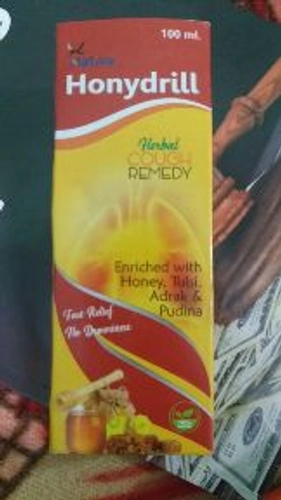 100 ml.
Honydrill
Herbal
COUGH
REMEDY
Enriched with
Honey, Tulsi,
Adrak &
Pudina
Fast Relief
No Drowsiness